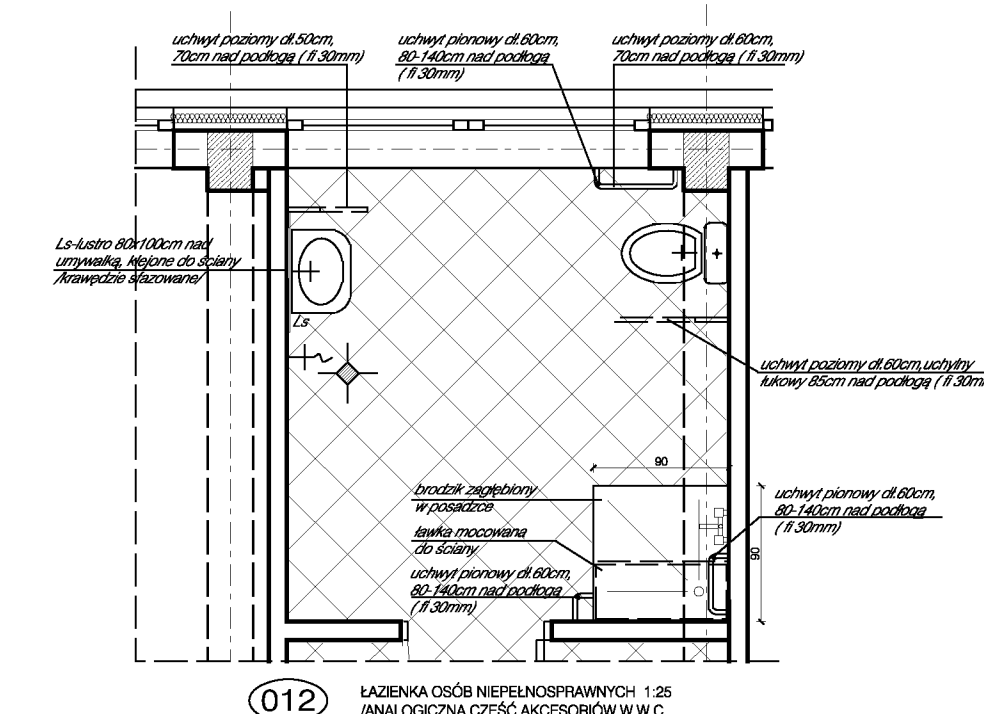 uchwyt poziomy dł.50cm,
70cm nad podłogą ( fi 30mm)
uchwyt pionowy dł.60cm,
80-140cm nad podłogą
( fi 30mm)
uchwyt poziomy dł.60cm,
70cm nad podłogą ( fi 30mm)
Ls-lustro 80x100cm nad
umywalką, klejone do ściany
/krawędzie sfazowane/
Ls
uchwyt poziomy dł.60cm,uchylny
łukowy 85cm nad podłogą ( fi 30m
90
brodzik zagłębiony
w posadzce
ławka mocowana
do ściany
uchwyt pionowy dł.60cm,
80-140cm nad podłogą
( fi 30mm)
uchwyt pionowy dł.60cm,
80-140cm nad podłogą
( fi 30mm)
90
012
ŁAZIENKA OSÓB NIEPEŁNOSPRAWNYCH 1:25
/ANALOGICZNA CZĘŚĆ AKCESORIÓW W W.C.